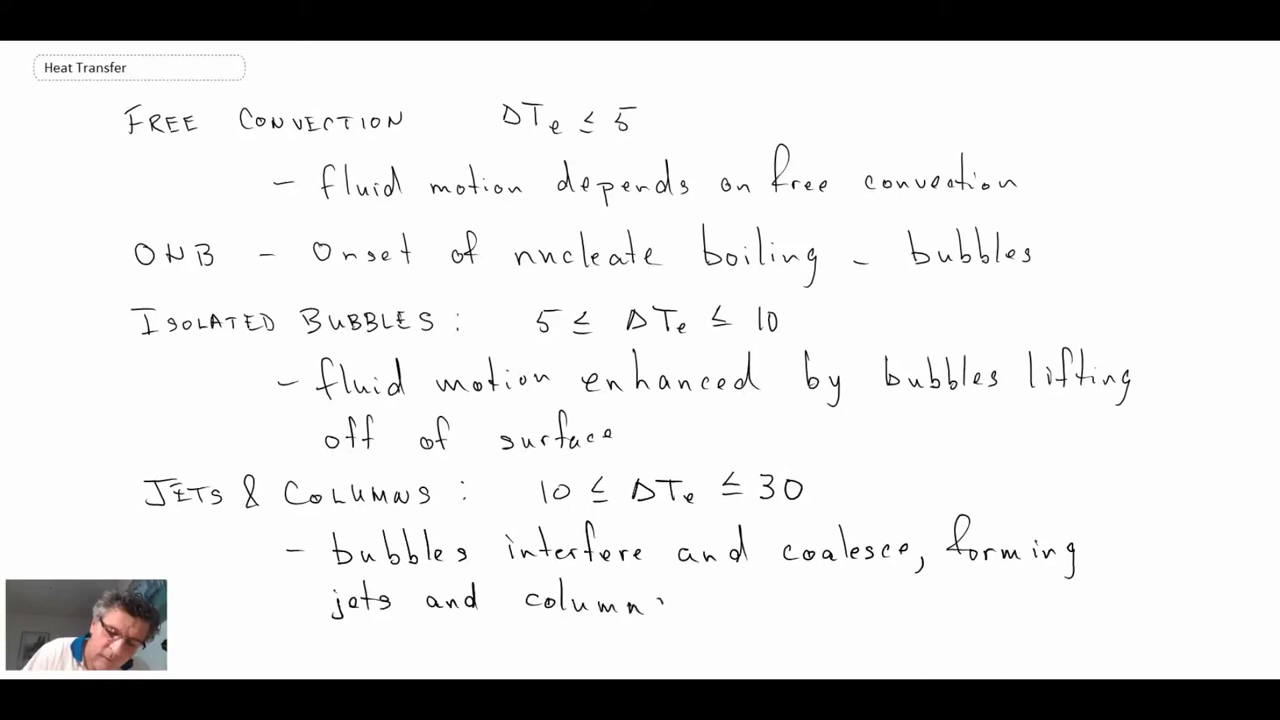 Heat Transfer
FREE CONVECTION ΔTe ≤ 5
- fluid motion depends on free convection
ONB - Onset of nucleate boiling - bubbles
ISOLATED BUBBLES: 5 ≤ ΔTe ≤ 10
- fluid motion enhanced by bubbles lifting
off of surface
JETS & COLUMNS: 10 ≤ ΔTe ≤ 30
- bubbles interfere and coalesce, forming
jets and column